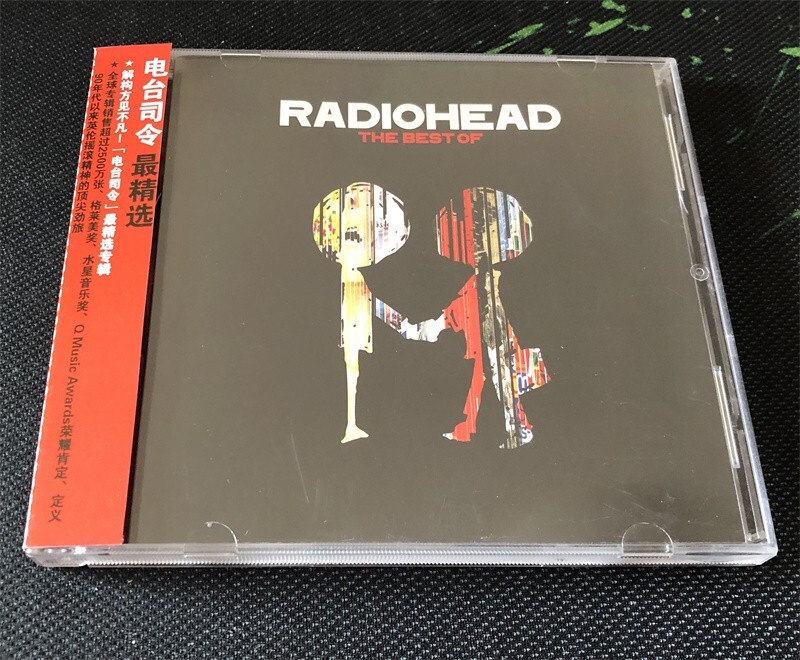 电台司令 最精选
★ 解构方见不凡—「电台司令」最精选专辑
★ 全球专辑销售超过2500万张、格莱美奖、水星音乐奖、Q Music Awards荣耀肯定、定义
90年代以来英伦摇滚精神的顶尖劲旅
RADIOHEAD
THE BEST OF